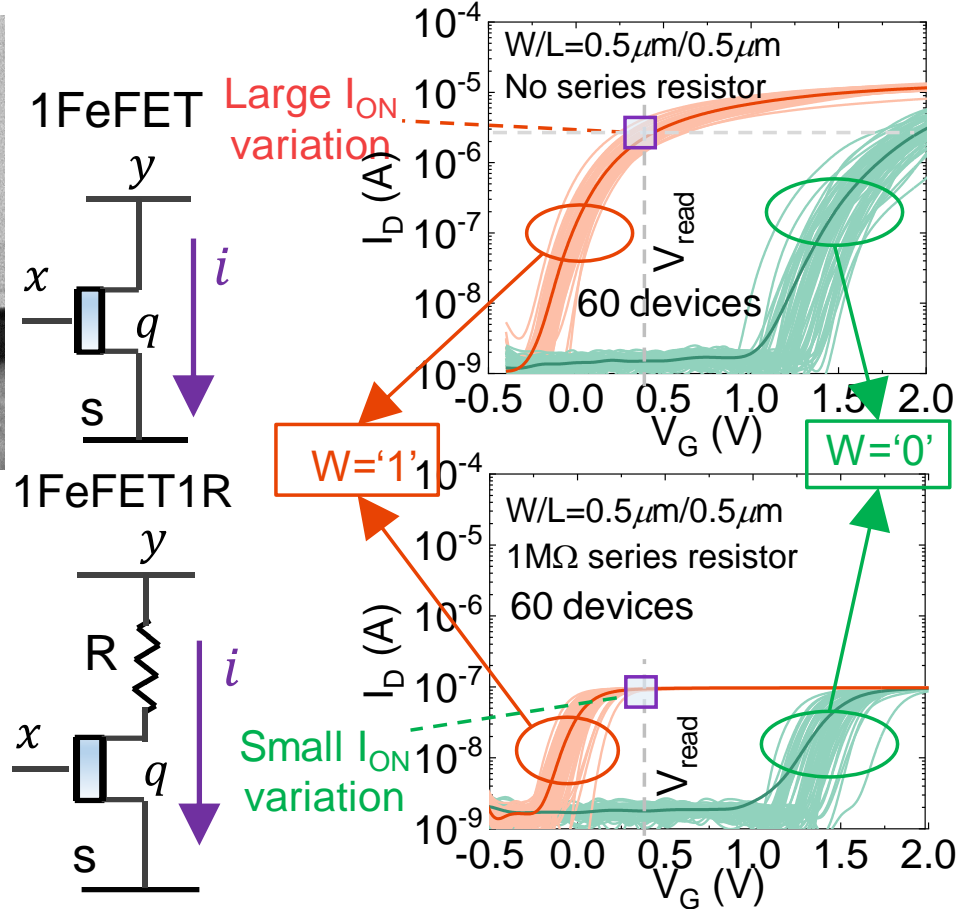 1FeFET
y
x
i
q
s
Large I_ON
variation
10⁻⁴
10⁻⁵
10⁻⁶
10⁻⁷
10⁻⁸
10⁻⁹
I_D (A)
W/L=0.5μm/0.5μm
No series resistor
V_read
60 devices
-0.5 0.0 0.5 1.0 1.5 2.0
V_G (V)
W=‘1’
W=‘0’
1FeFET1R
y
R
i
x
q
s
Small I_ON
variation
10⁻⁴
10⁻⁵
10⁻⁶
10⁻⁷
10⁻⁸
10⁻⁹
I_D (A)
W/L=0.5μm/0.5μm
1MΩ series resistor
60 devices
V_read
-0.5 0.0 0.5 1.0 1.5 2.0
V_G (V)